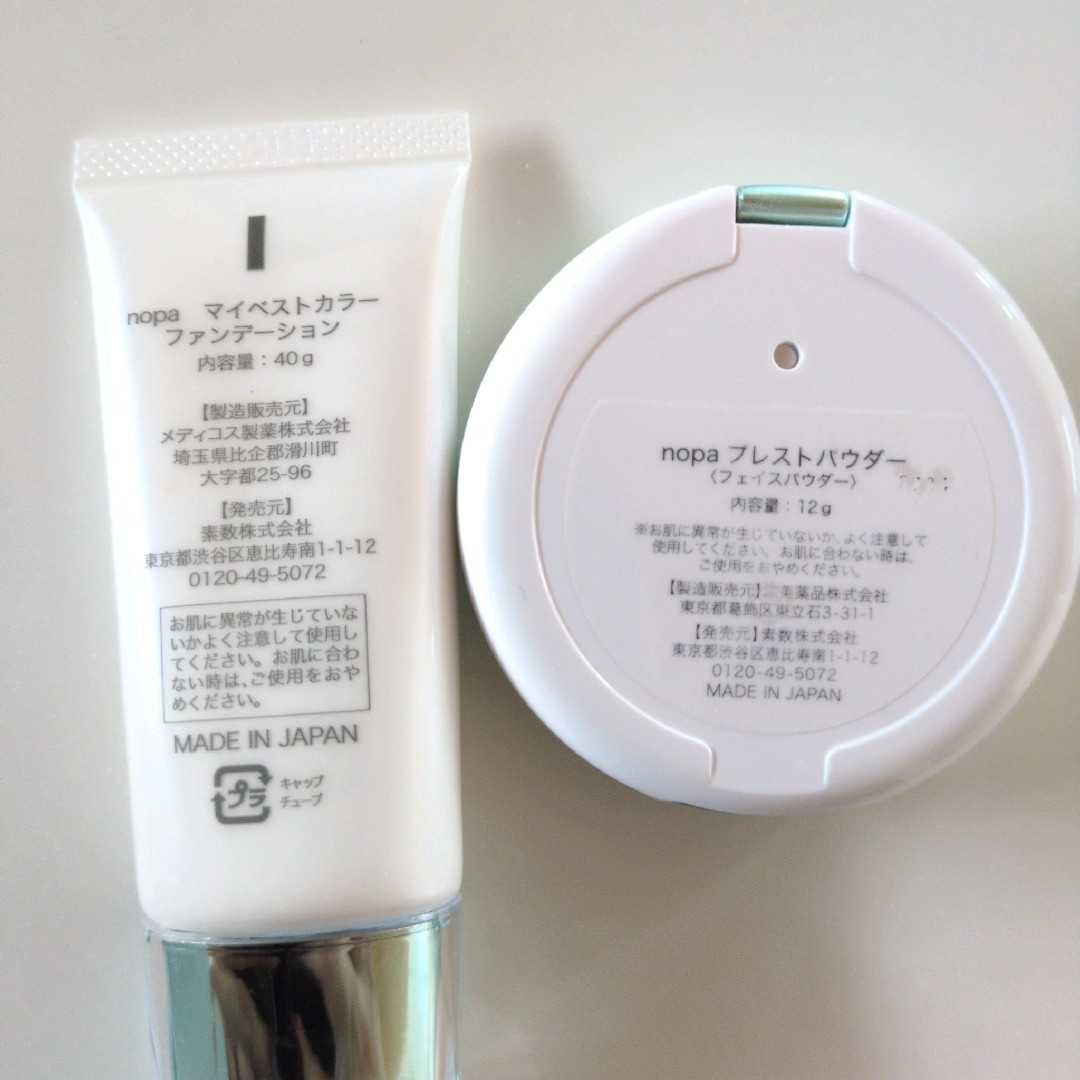 nopa　マイベストカラー
ファンデーション
内容量：40g
【製造販売元】
メディコス製薬株式会社
埼玉県比企郡滑川町
大字都25-96
【発売元】
素数株式会社
東京都渋谷区恵比寿南1-1-12
0120-49-5072
お肌に異常が生じていな
いかよく注意して使用し
てください。お肌に合わ
ない時は、ご使用をおや
めください。
MADE IN JAPAN
プラ
キャップ
チューブ
nopa プレストパウダー
〈フェイスパウダー〉
内容量：12g
※お肌に異常が生じていないか、よく注意して
使用してください。お肌に合わない時は、
ご使用をおやめください。
【製造販売元】美薬品株式会社
東京都葛飾区東立石3-31-1
【発売元】素数株式会社
東京都渋谷区恵比寿南1-1-12
0120-49-5072
MADE IN JAPAN